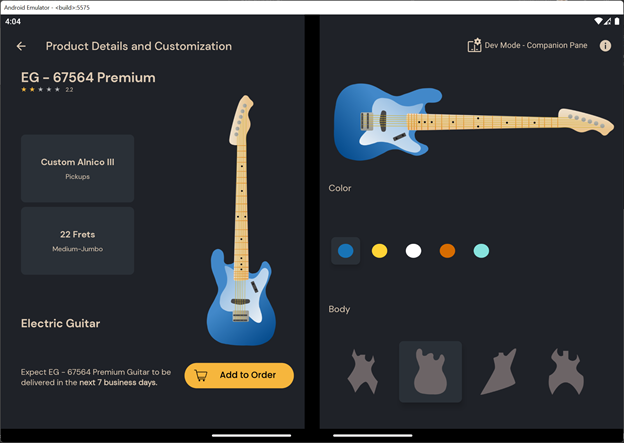 Android Emulator - <build>:5575
4:04
Product Details and Customization
EG - 67564 Premium
2.2
Custom Alnico III
Pickups
22 Frets
Medium-Jumbo
Electric Guitar
Expect EG - 67564 Premium Guitar to be
delivered in the next 7 business days.
Add to Order
Dev Mode - Companion Pane
Color
Body